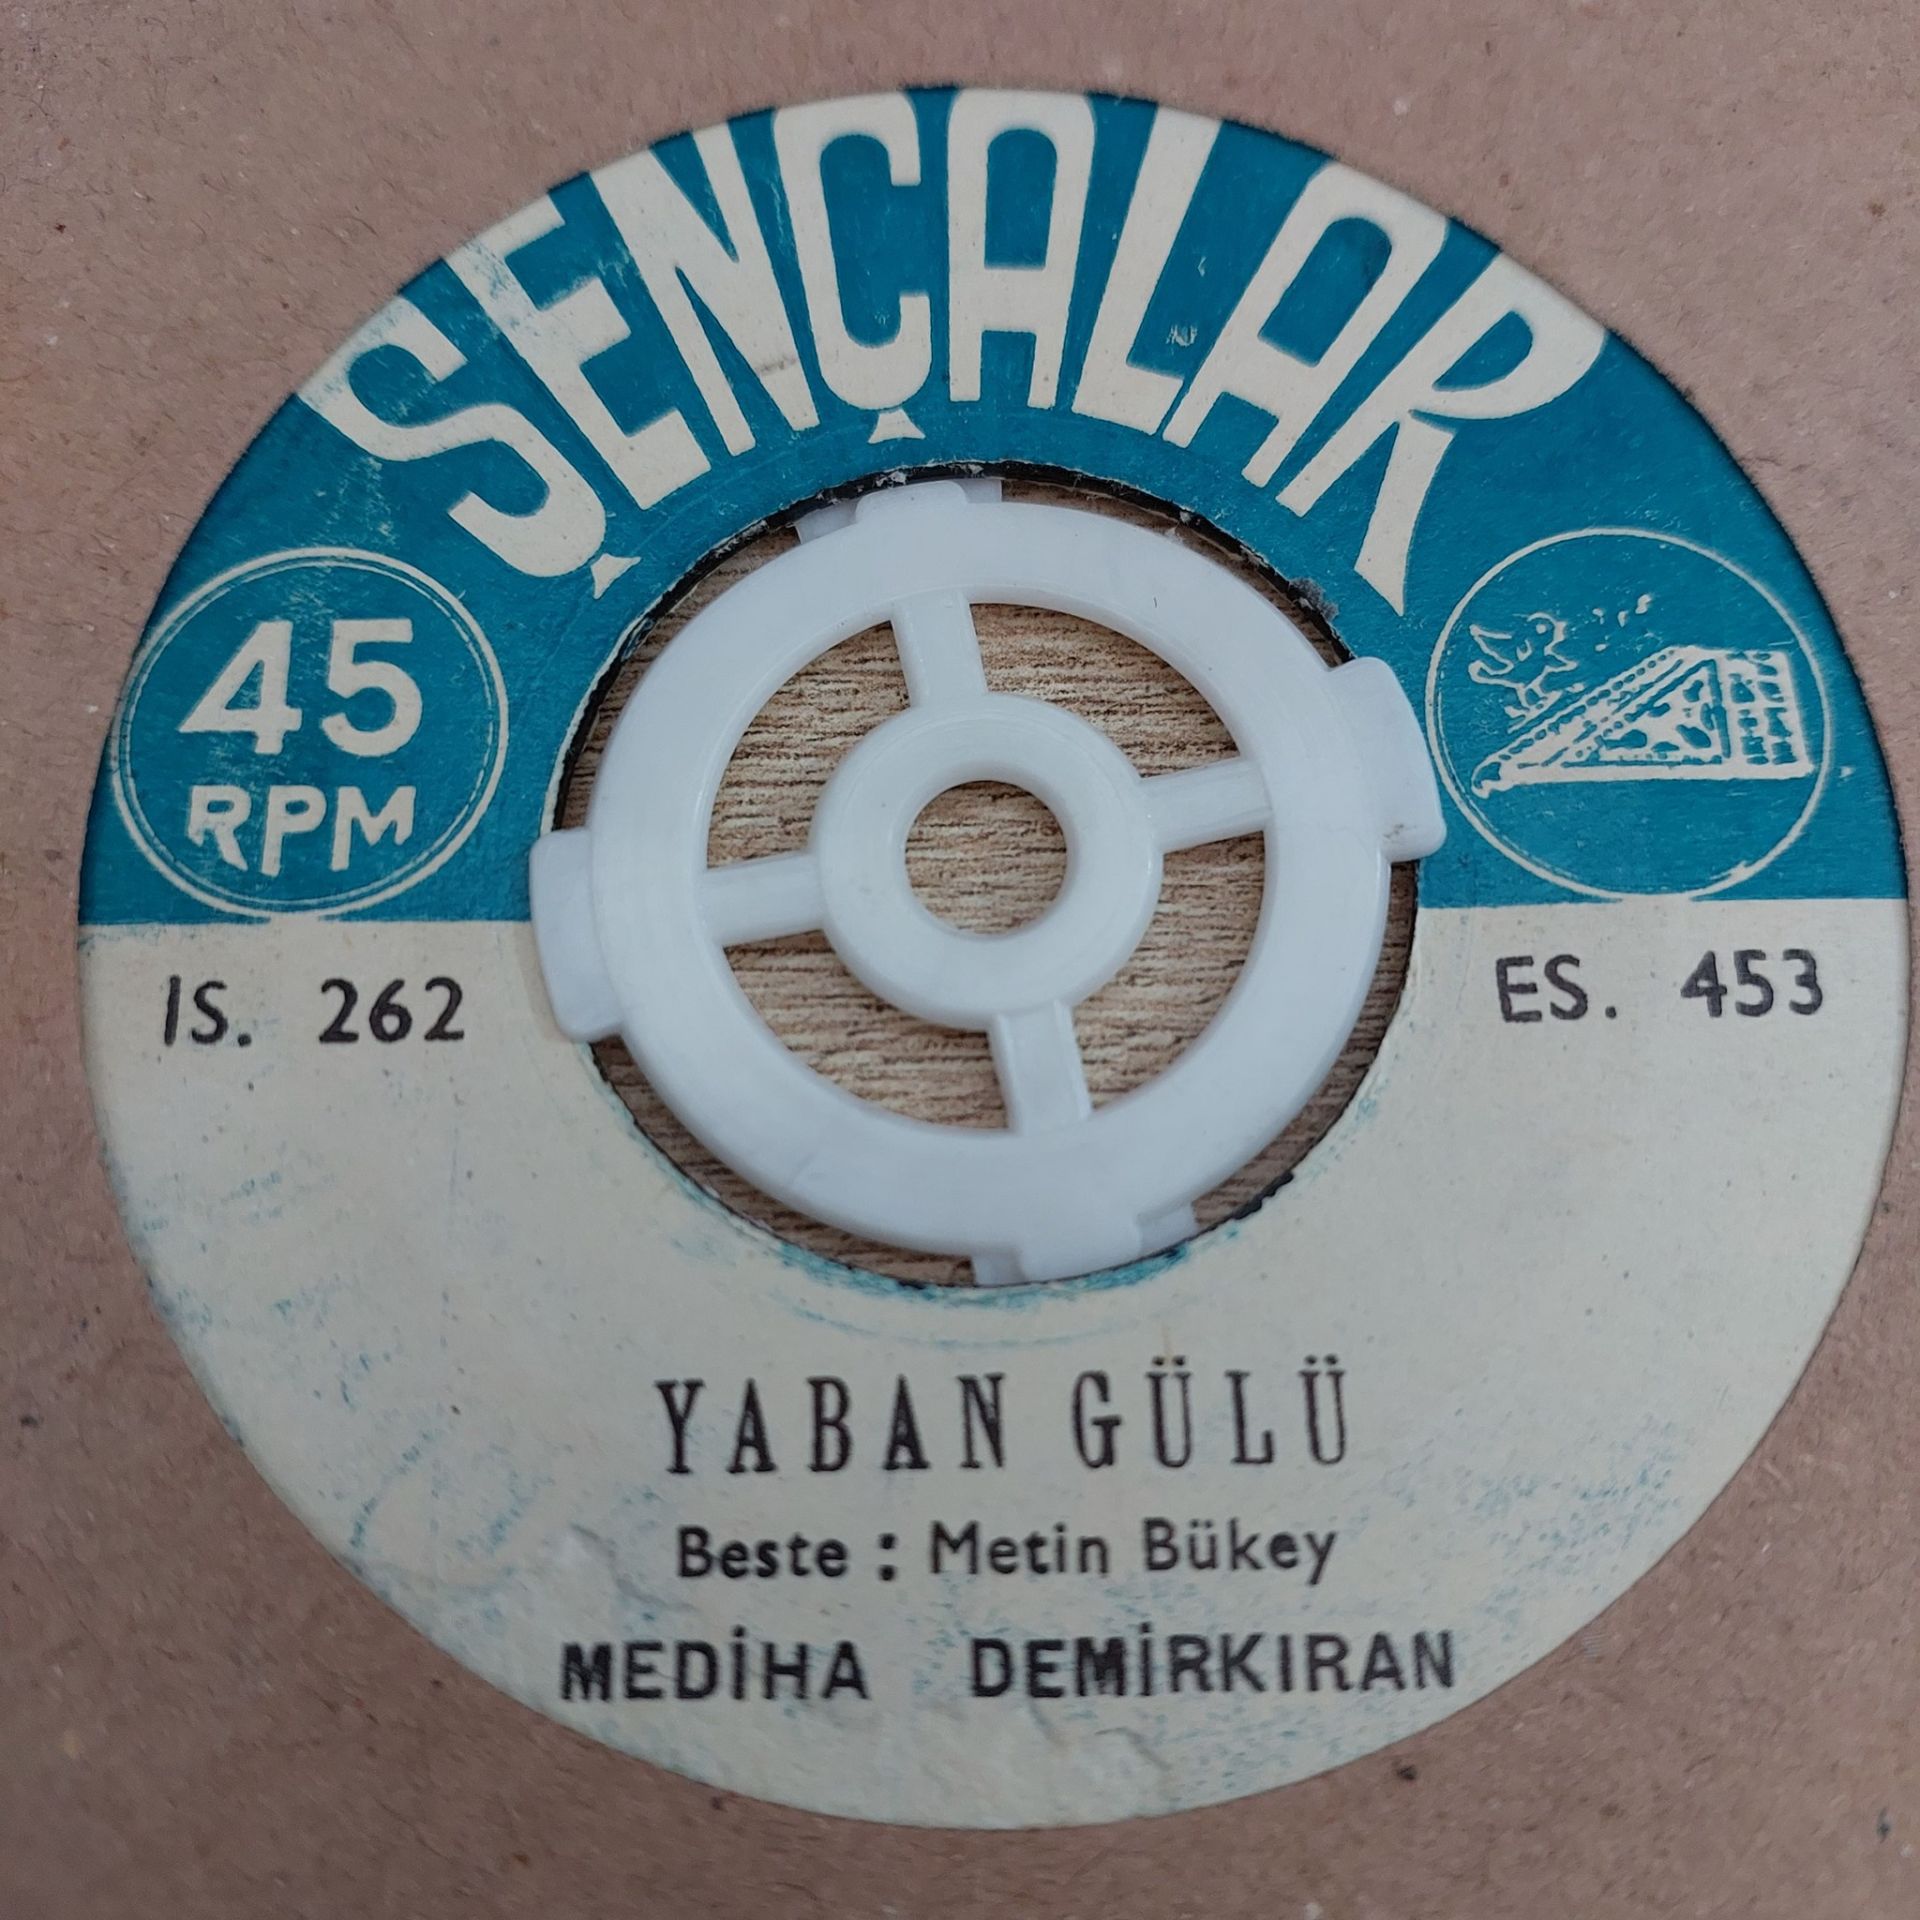 ŞENÇALAR
45
RPM
IS. 262
ES. 453
YABAN GÜLÜ
Beste : Metin Bükey
MEDİHA DEMİRKIRAN